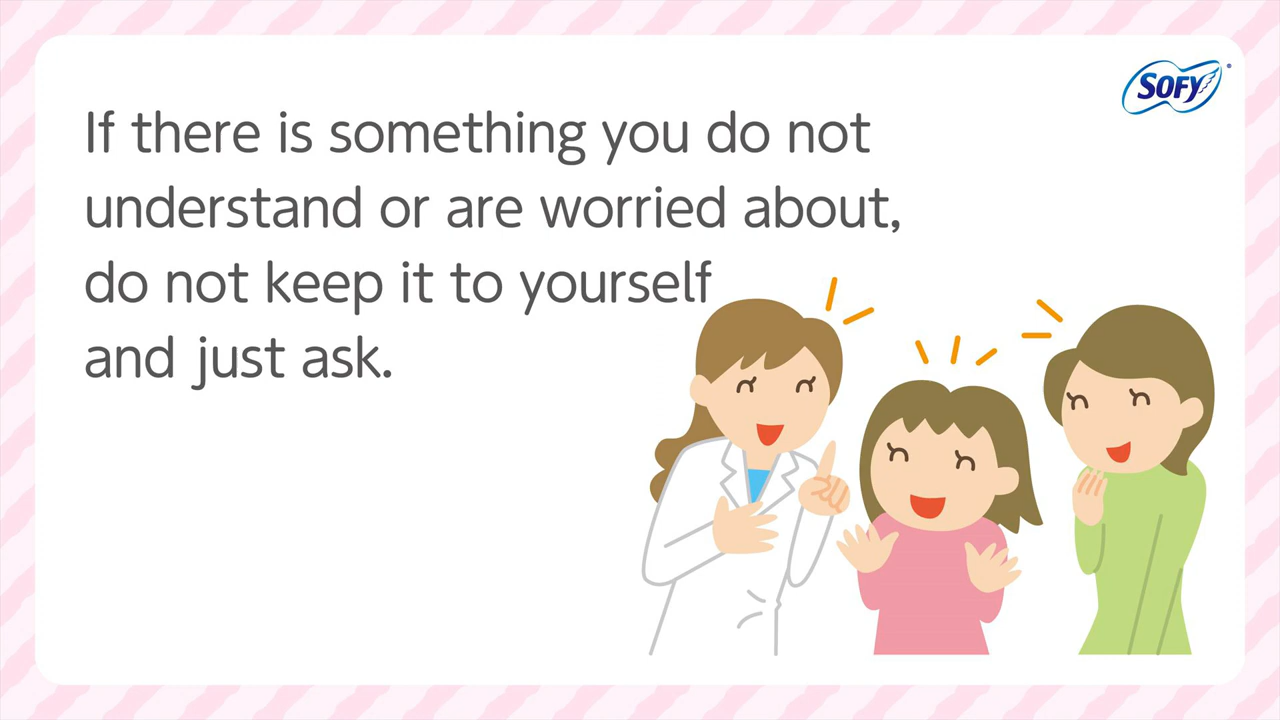 SOFY
If there is something you do not
understand or are worried about,
do not keep it to yourself
and just ask.